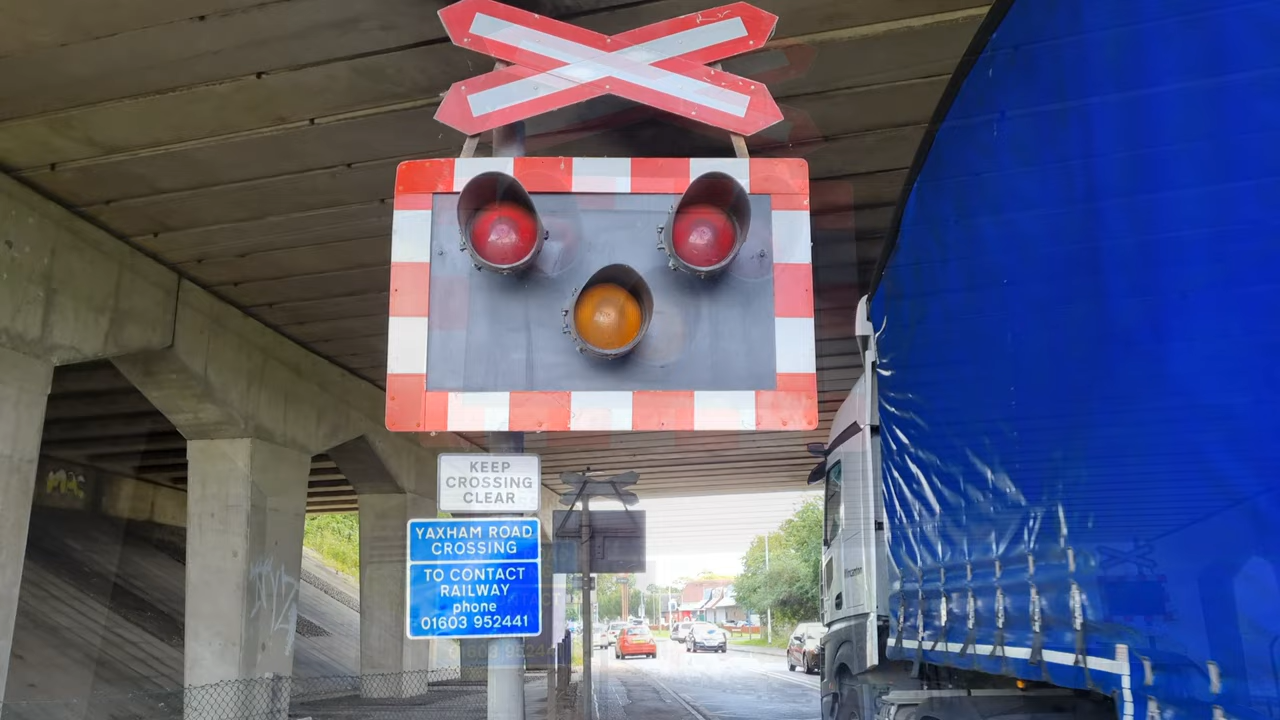 KEEP
CROSSING
CLEAR
YAXHAM ROAD
CROSSING
TO CONTACT
RAILWAY
phone
01603 952441